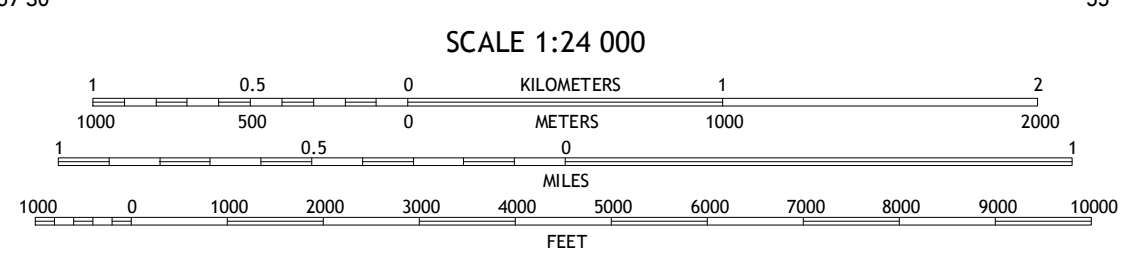 SCALE 1:24 000
1 0.5 0 KILOMETERS 1 2
1000 500 0 METERS 1000 2000
1 0.5 0 1
MILES
1000 0 1000 2000 3000 4000 5000 6000 7000 8000 9000 10000
FEET